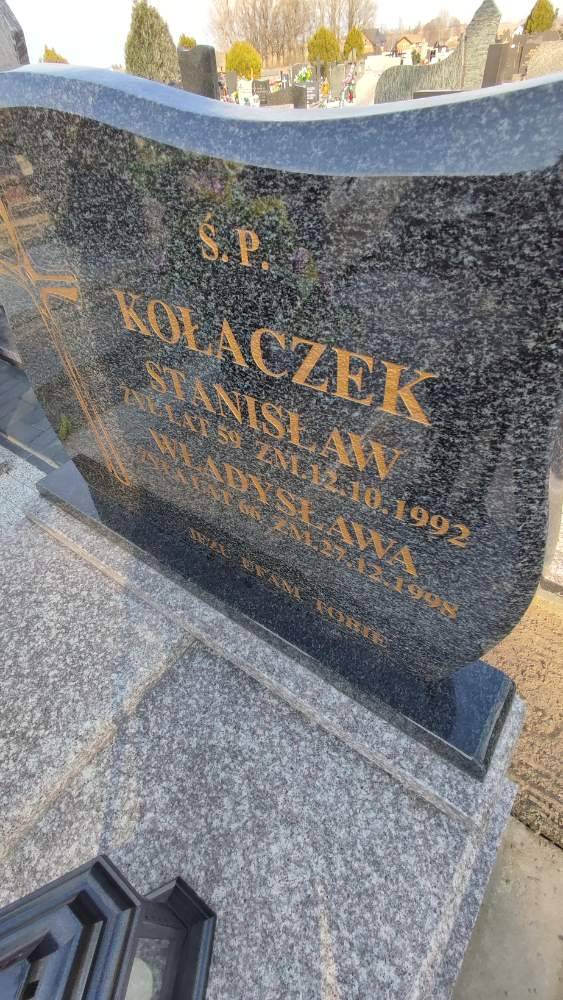 Ś.P.
KOŁACZEK
STANISŁAW
ŻYŁ LAT 59 ZM.12.10.1992
WŁADYSŁAWA
ŻYŁA LAT 66 ZM.27.12.1998
JEZU UFAM TOBIE